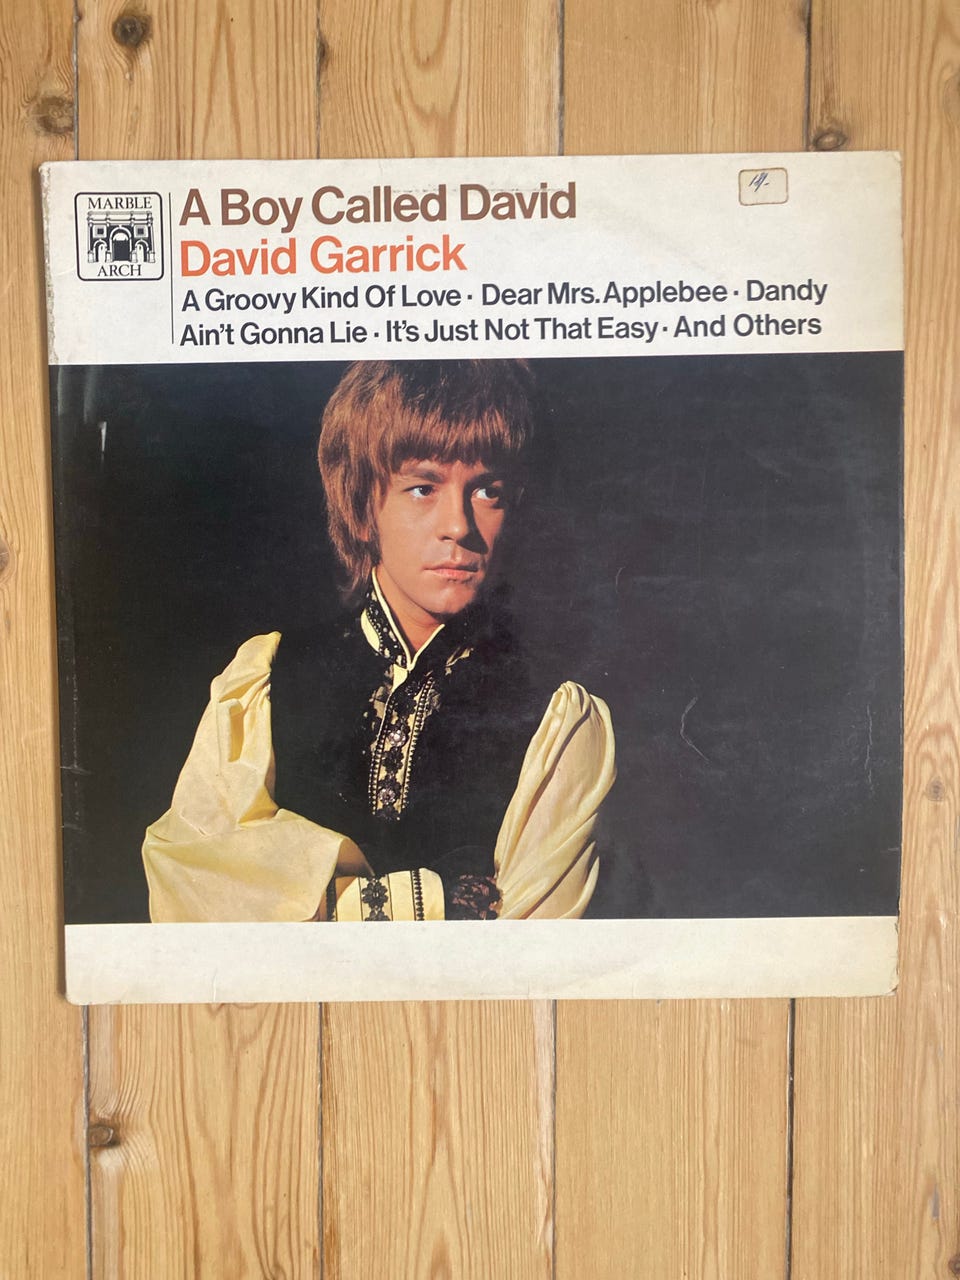 MARBLE
ARCH
A Boy Called David
David Garrick
A Groovy Kind Of Love · Dear Mrs. Applebee · Dandy
Ain't Gonna Lie · It's Just Not That Easy · And Others